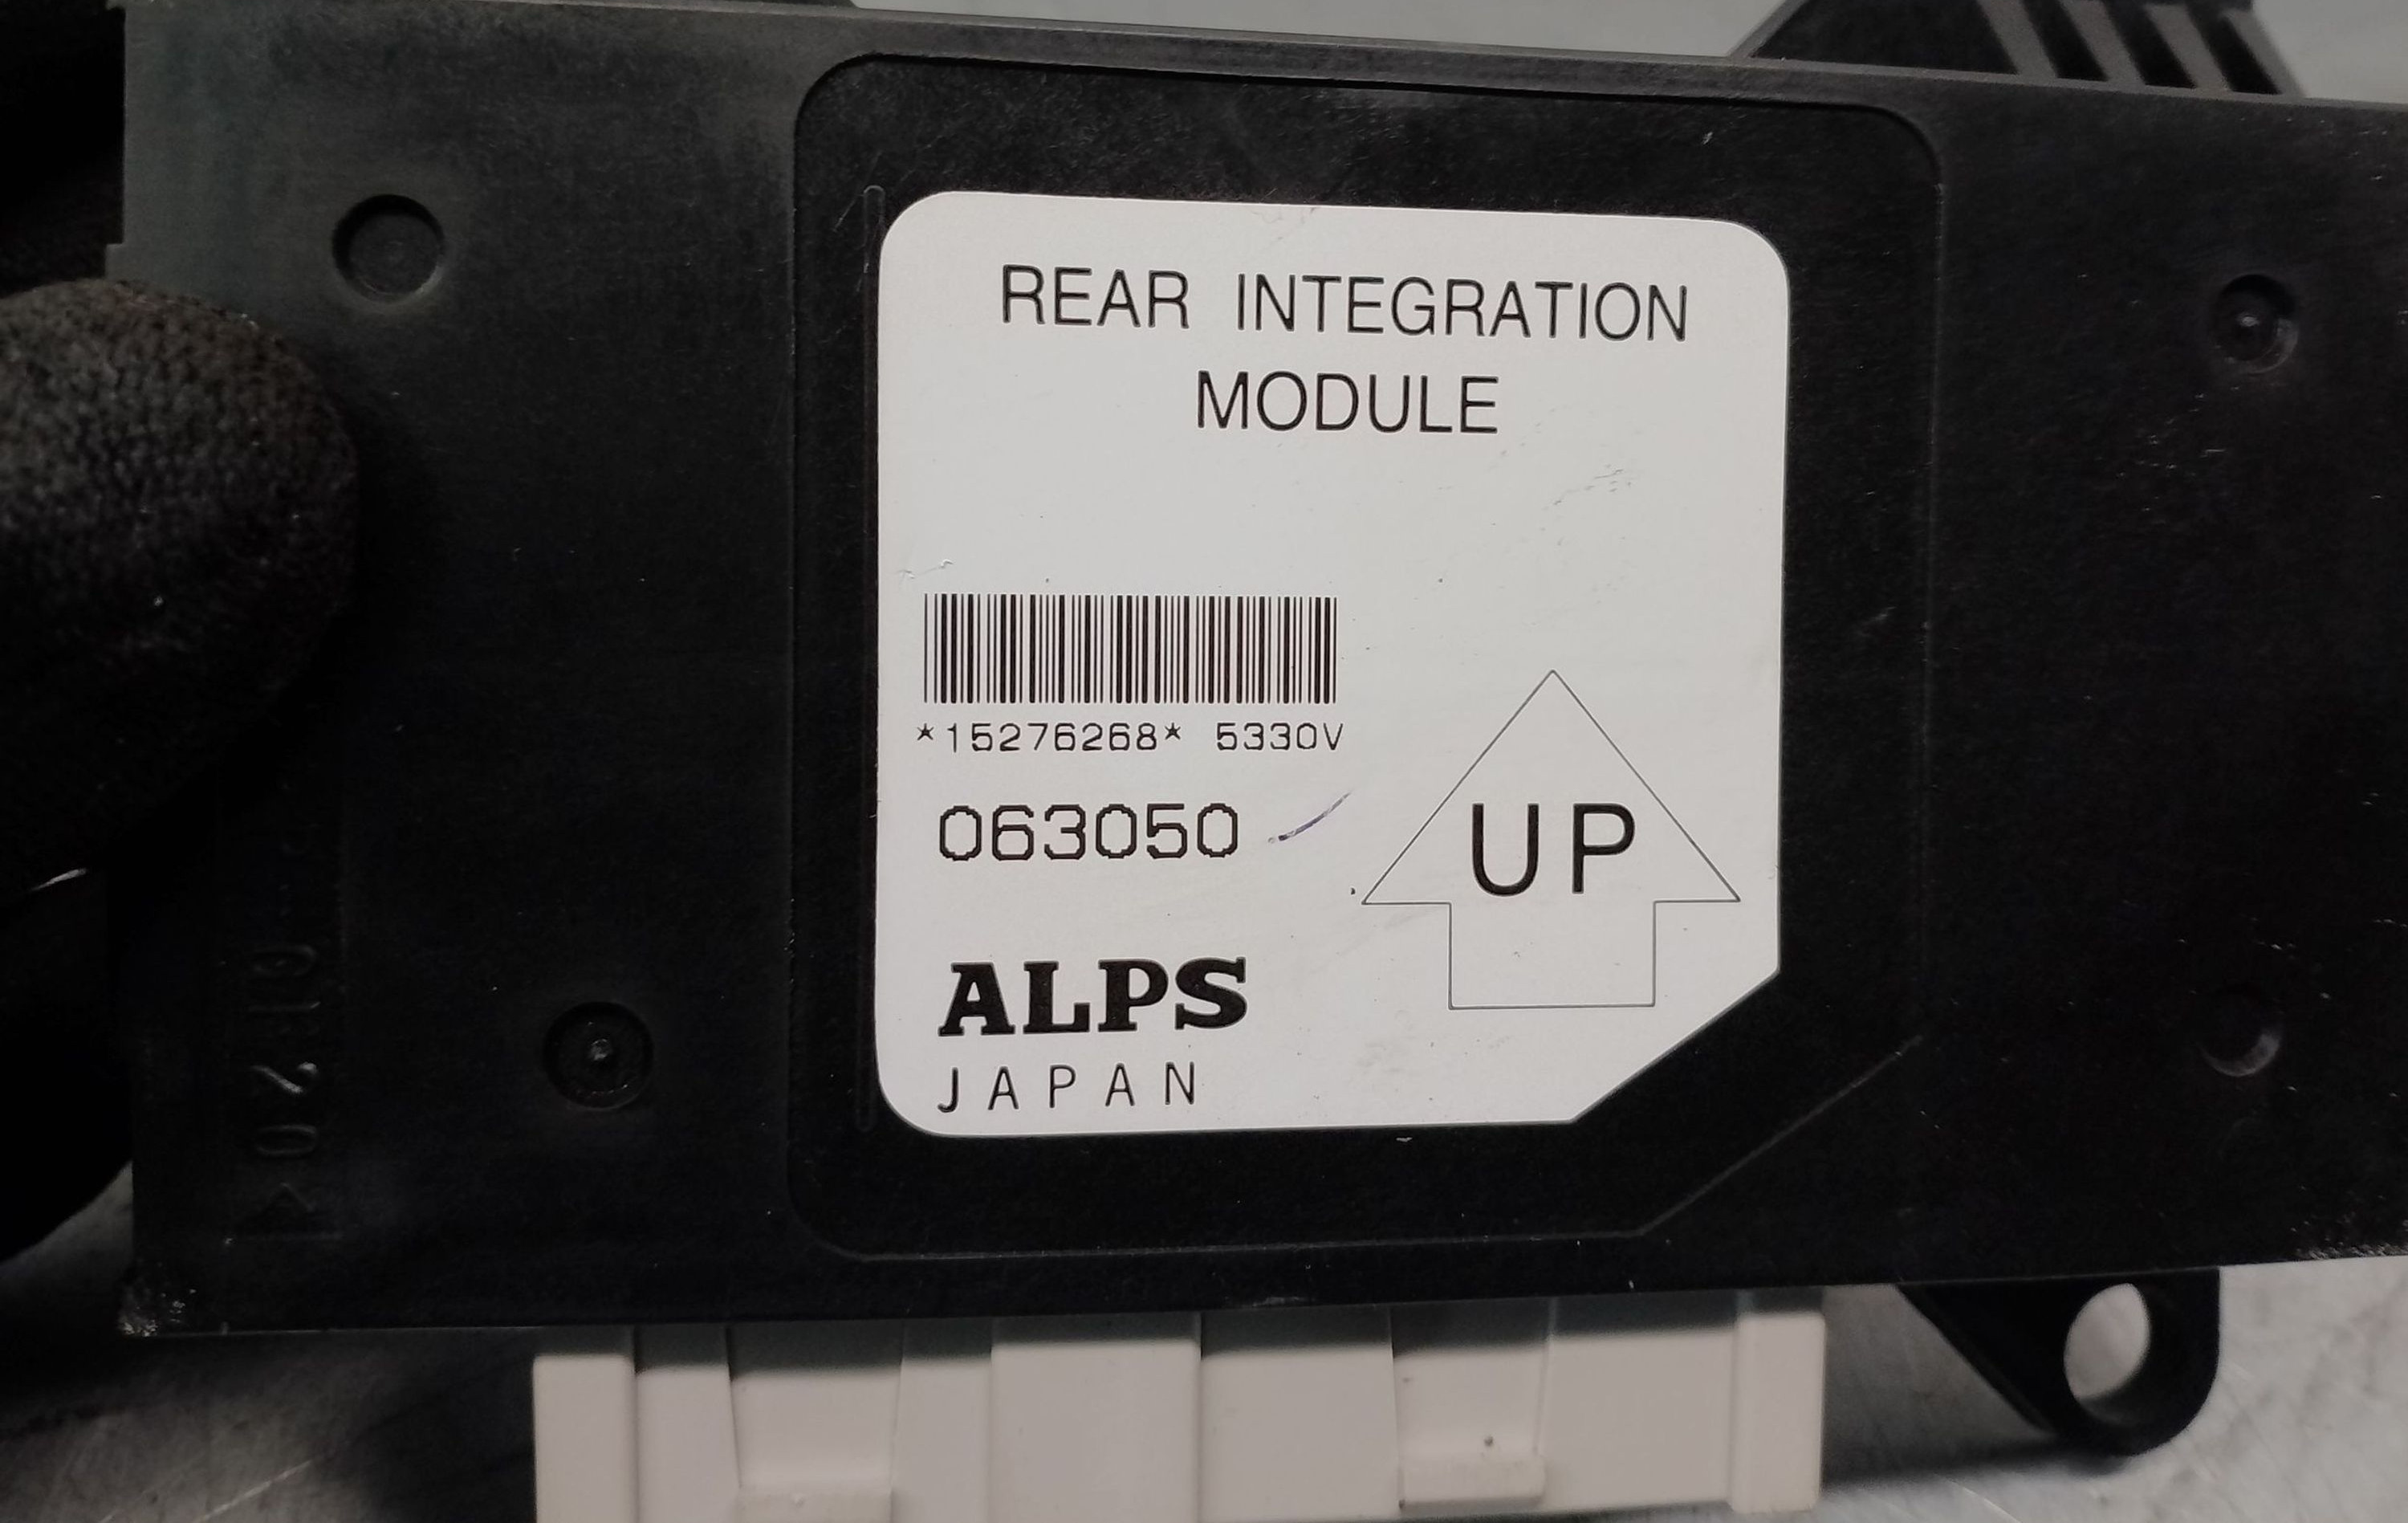 REAR INTEGRATION
MODULE
*15276268* 5330V
063050
UP
ALPS
JAPAN